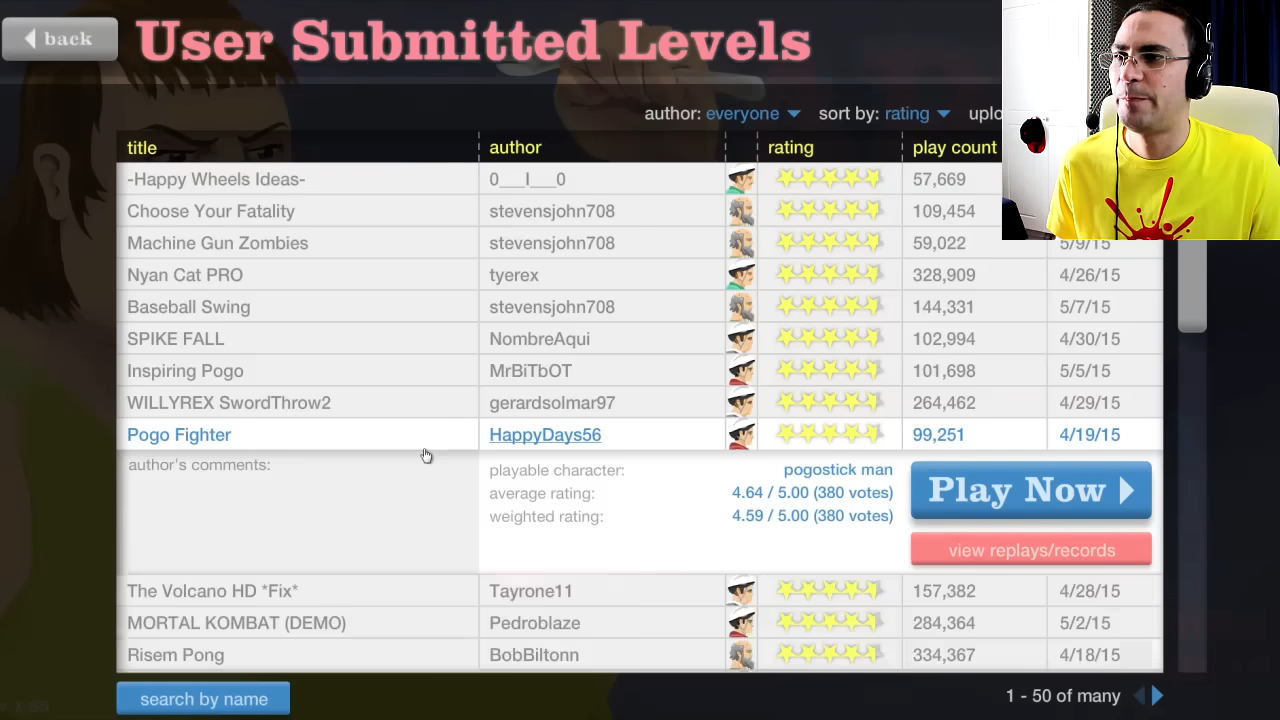 back
User Submitted Levels
author: everyone sort by: rating uplo
title author rating play count
-Happy Wheels Ideas- 0___I___0 57,669
Choose Your Fatality stevensjohn708 109,454
Machine Gun Zombies stevensjohn708 59,022 5/9/15
Nyan Cat PRO tyerex 328,909 4/26/15
Baseball Swing stevensjohn708 144,331 5/7/15
SPIKE FALL NombreAqui 102,994 4/30/15
Inspiring Pogo MrBiTbOT 101,698 5/5/15
WILLYREX SwordThrow2 gerardsolmar97 264,462 4/29/15
Pogo Fighter HappyDays56 99,251 4/19/15
author's comments:
playable character: pogostick man
average rating: 4.64 / 5.00 (380 votes)
weighted rating: 4.59 / 5.00 (380 votes)
Play Now
view replays/records
The Volcano HD *Fix* Tayrone11 157,382 4/28/15
MORTAL KOMBAT (DEMO) Pedroblaze 284,364 5/2/15
Risem Pong BobBiltonn 334,367 4/18/15
search by name
1 - 50 of many